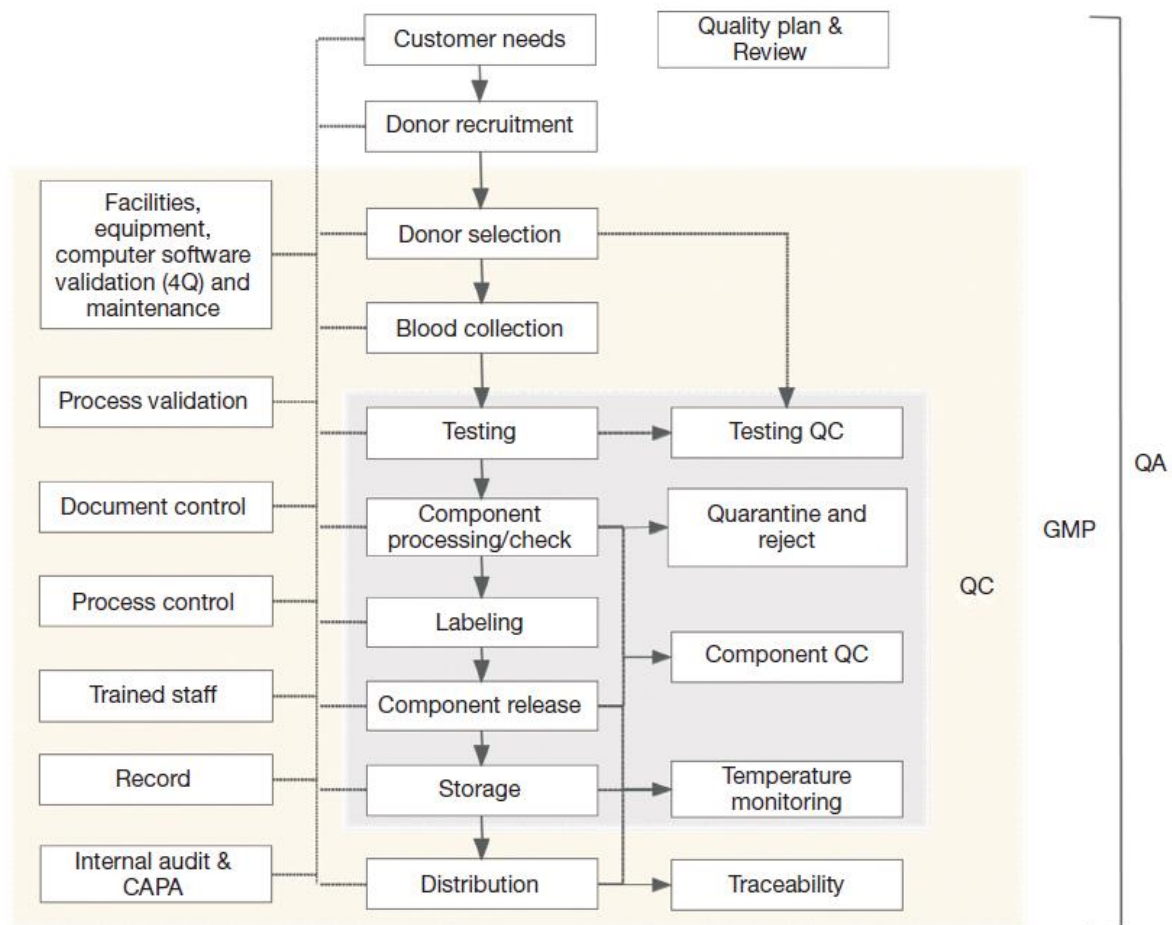 Customer needs
Quality plan &
Review
Donor recruitment
Facilities,
equipment,
computer software
validation (4Q) and
maintenance
Donor selection
Blood collection
Process validation
Testing
Testing QC
QA
Document control
Component
processing/check
Quarantine and
reject
GMP
Process control
Labeling
QC
Component QC
Trained staff
Component release
Record
Storage
Temperature
monitoring
Internal audit &
CAPA
Distribution
Traceability